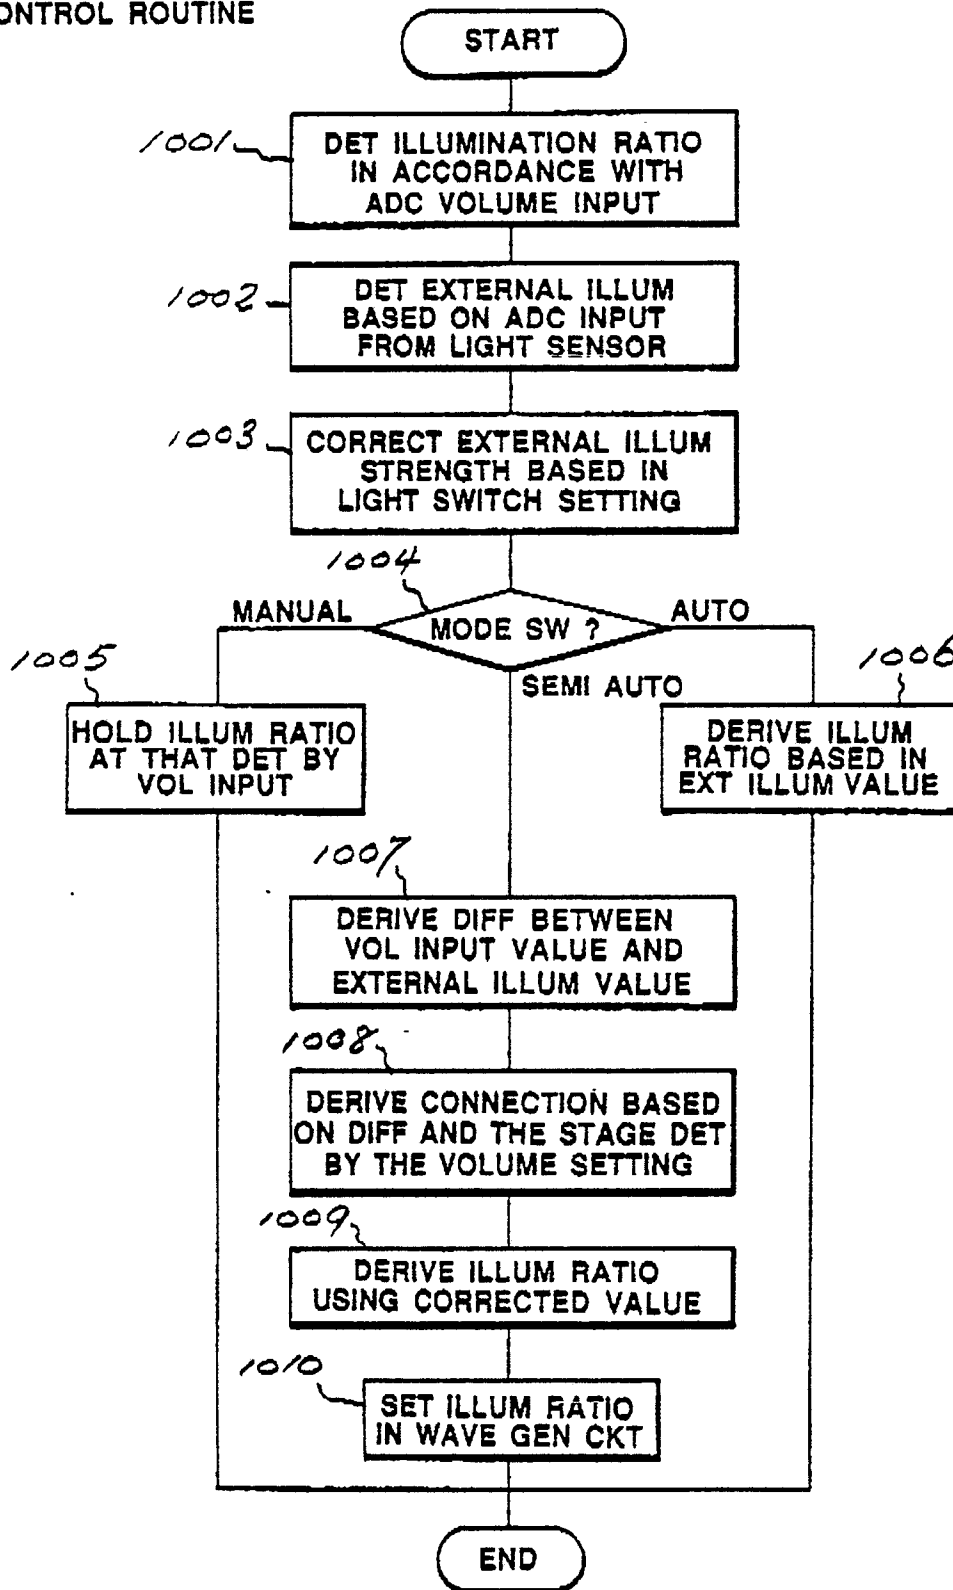 ONTROL ROUTINE
START
1001
DET ILLUMINATION RATIO
IN ACCORDANCE WITH
ADC VOLUME INPUT
1002
DET EXTERNAL ILLUM
BASED ON ADC INPUT
FROM LIGHT SENSOR
1003
CORRECT EXTERNAL ILLUM
STRENGTH BASED IN
LIGHT SWITCH SETTING
1004
MANUAL
MODE SW ?
AUTO
SEMI AUTO
1005
HOLD ILLUM RATIO
AT THAT DET BY
VOL INPUT
1006
DERIVE ILLUM
RATIO BASED IN
EXT ILLUM VALUE
1007
DERIVE DIFF BETWEEN
VOL INPUT VALUE AND
EXTERNAL ILLUM VALUE
1008
DERIVE CONNECTION BASED
ON DIFF AND THE STAGE DET
BY THE VOLUME SETTING
1009
DERIVE ILLUM RATIO
USING CORRECTED VALUE
1010
SET ILLUM RATIO
IN WAVE GEN CKT
END